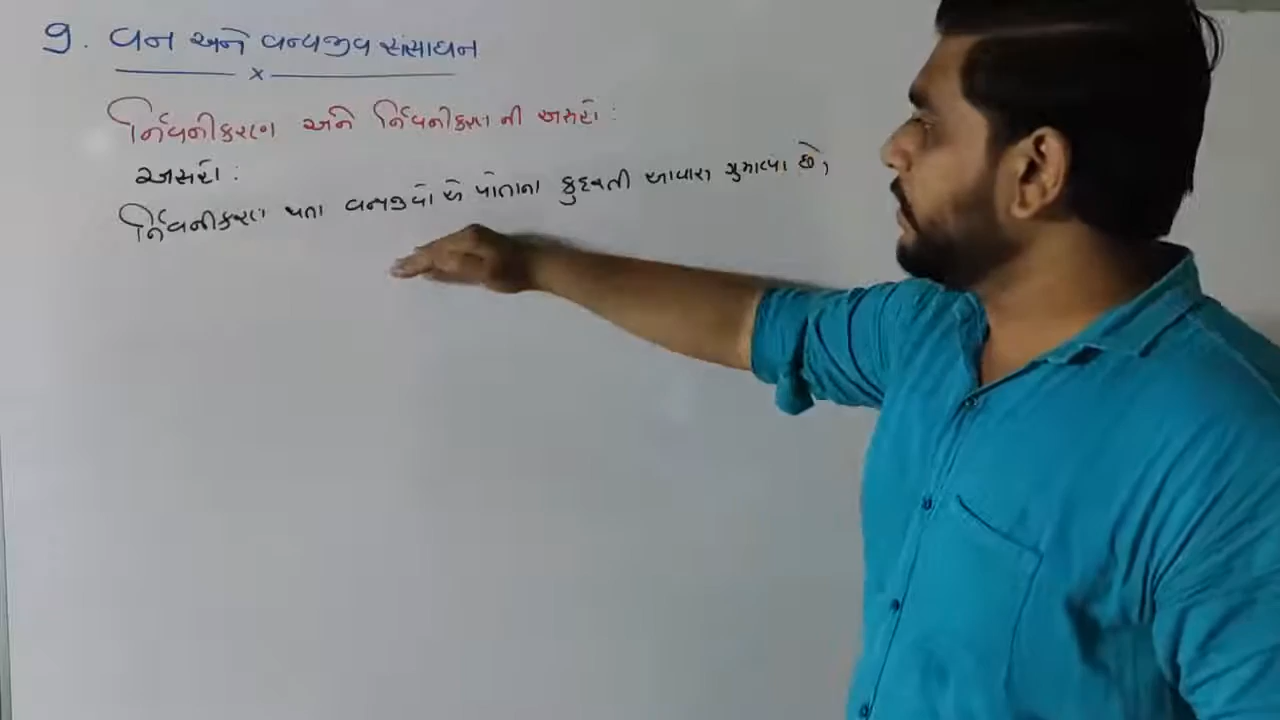 9. વન અને વન્યજીવ સંસાધન
x
નિર્વનીકરણ અને નિર્વનીકરણ ની અસરો :
અસરો :
નિર્વનીકરણ થતા વન્યજીવો એ પોતાના કુદરતી આવાસ ગુમાવ્યા છે,